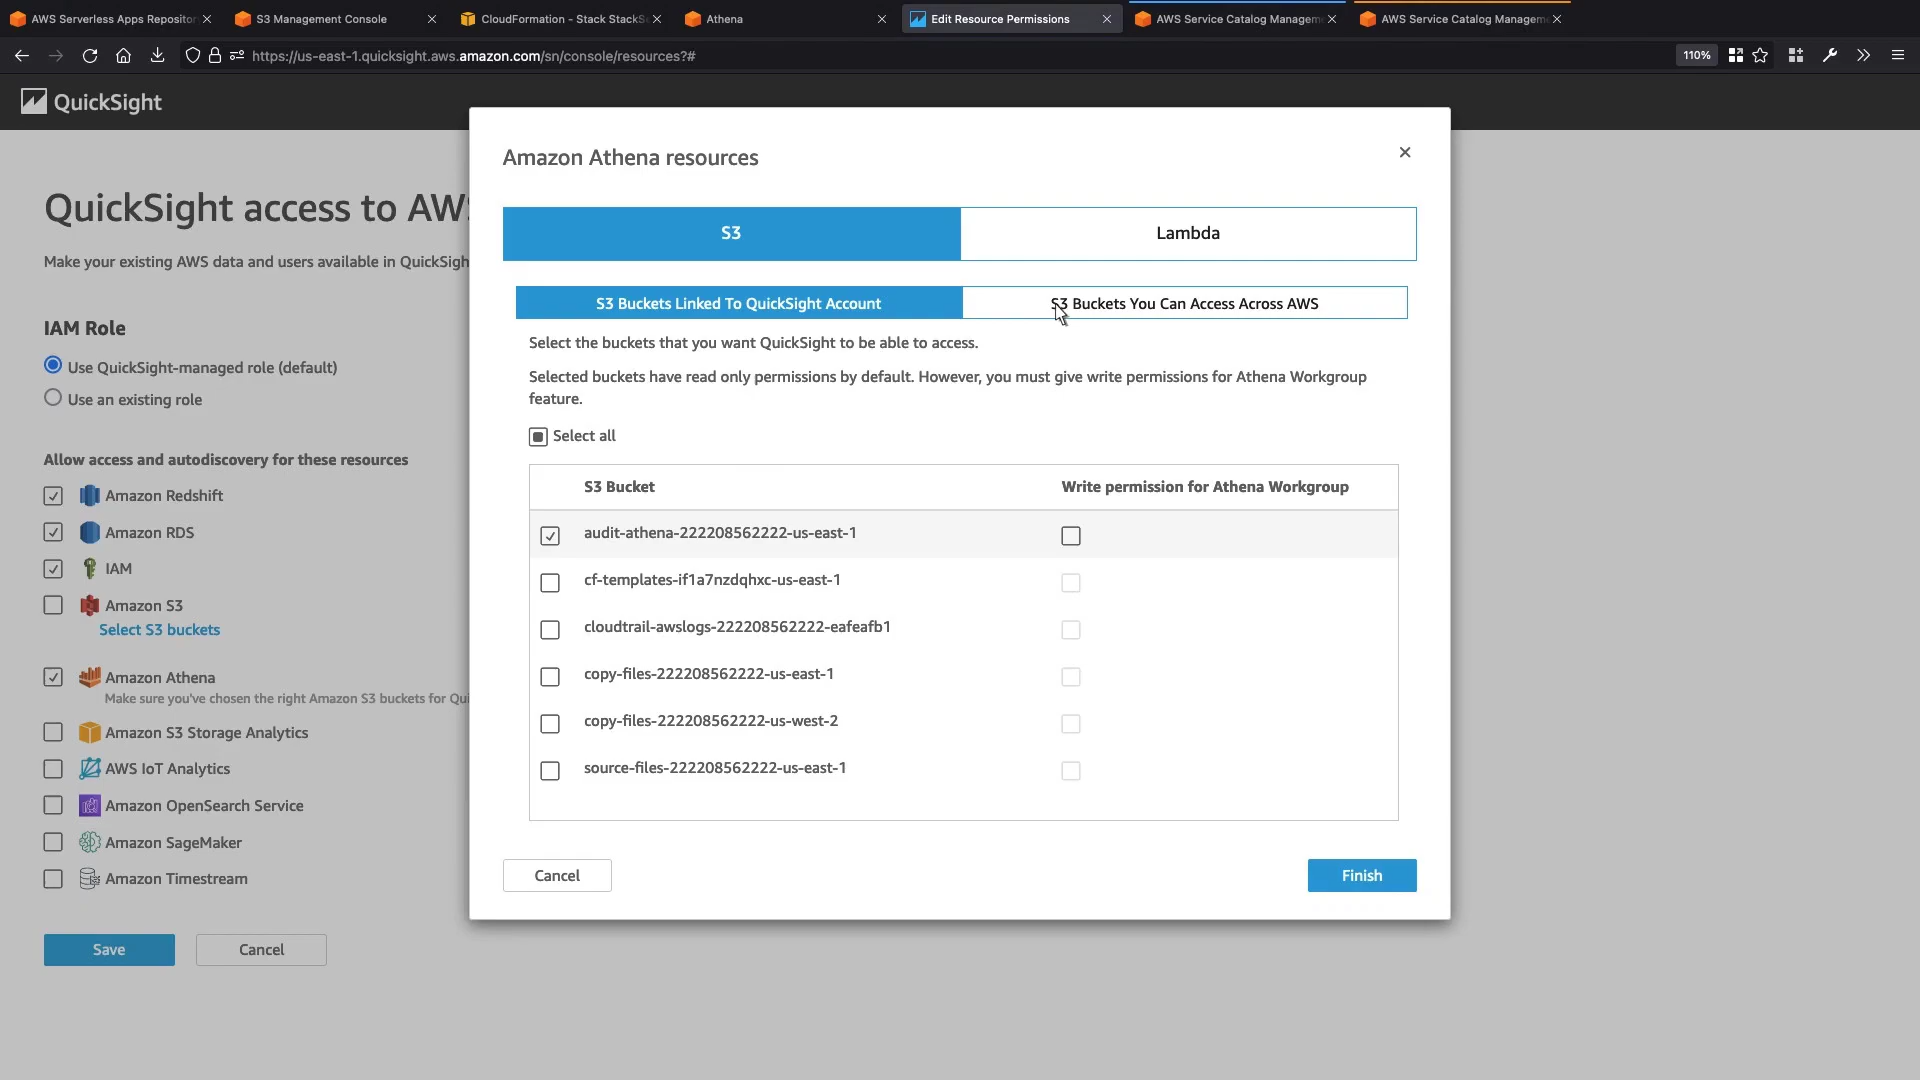 AWS Serverless Apps Repositor
S3 Management Console
CloudFormation - Stack StackS
Athena
Edit Resource Permissions
AWS Service Catalog Managem
AWS Service Catalog Managem
https://us-east-1.quicksight.aws.amazon.com/sn/console/resources?#
110%
QuickSight
QuickSight access to AWS
Make your existing AWS data and users available in QuickSigh
IAM Role
Use QuickSight-managed role (default)
Use an existing role
Allow access and autodiscovery for these resources
Amazon Redshift
Amazon RDS
IAM
Amazon S3
Select S3 buckets
Amazon Athena
Make sure you've chosen the right Amazon S3 buckets for Qui
Amazon S3 Storage Analytics
AWS IoT Analytics
Amazon OpenSearch Service
Amazon SageMaker
Amazon Timestream
Save
Cancel
Amazon Athena resources
S3
Lambda
S3 Buckets Linked To QuickSight Account
S3 Buckets You Can Access Across AWS
Select the buckets that you want QuickSight to be able to access.
Selected buckets have read only permissions by default. However, you must give write permissions for Athena Workgroup
feature.
Select all
S3 Bucket
Write permission for Athena Workgroup
audit-athena-222208562222-us-east-1
cf-templates-if1a7nzdqhxc-us-east-1
cloudtrail-awslogs-222208562222-eafeafb1
copy-files-222208562222-us-east-1
copy-files-222208562222-us-west-2
source-files-222208562222-us-east-1
Cancel
Finish